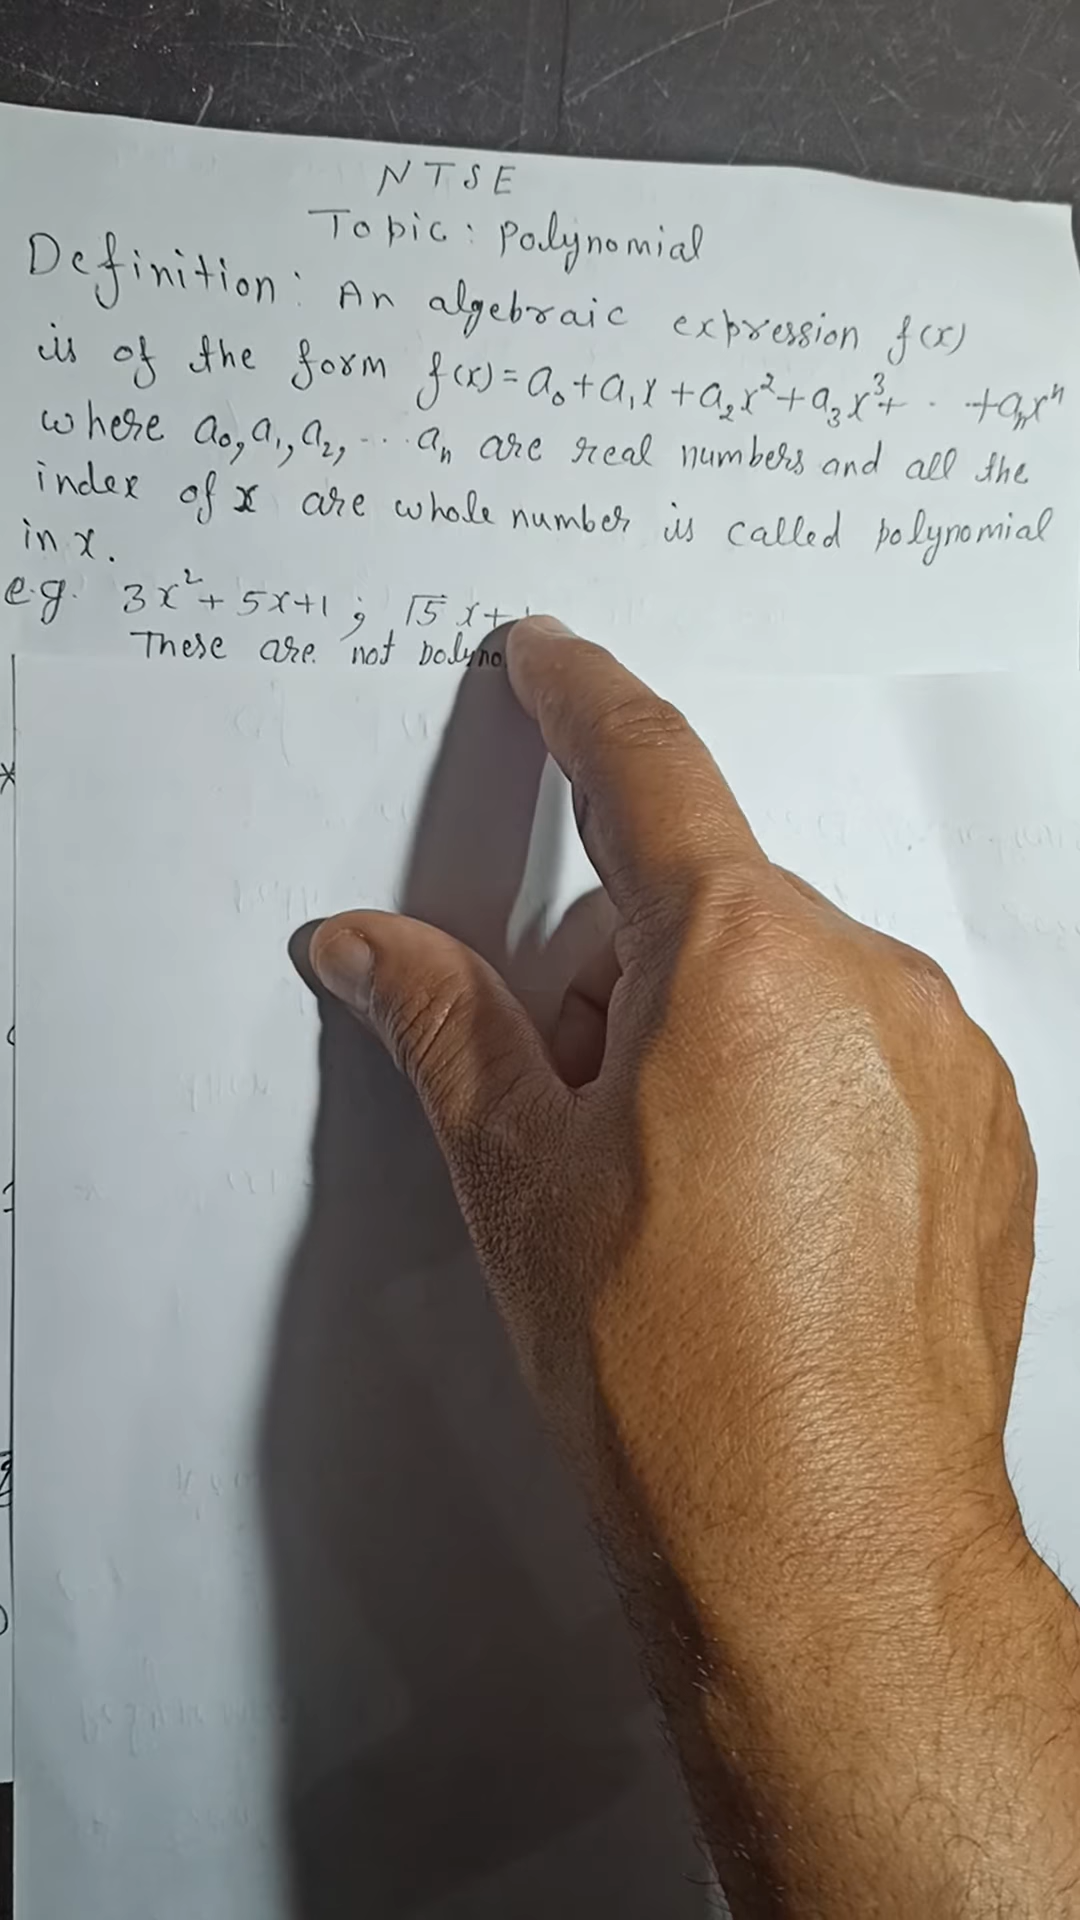 NTSE
Topic: Polynomial
Definition: An algebraic expression f(x)
is of the form f(x) = a₀ + a₁x + a₂x² + a₃x³ + .. + aₙxⁿ
where a₀, a₁, a₂, ... aₙ are real numbers and all the
index of x are whole number is called polynomial
in x.
e.g. 3x² + 5x + 1 ; √5 x +
These are not polyno